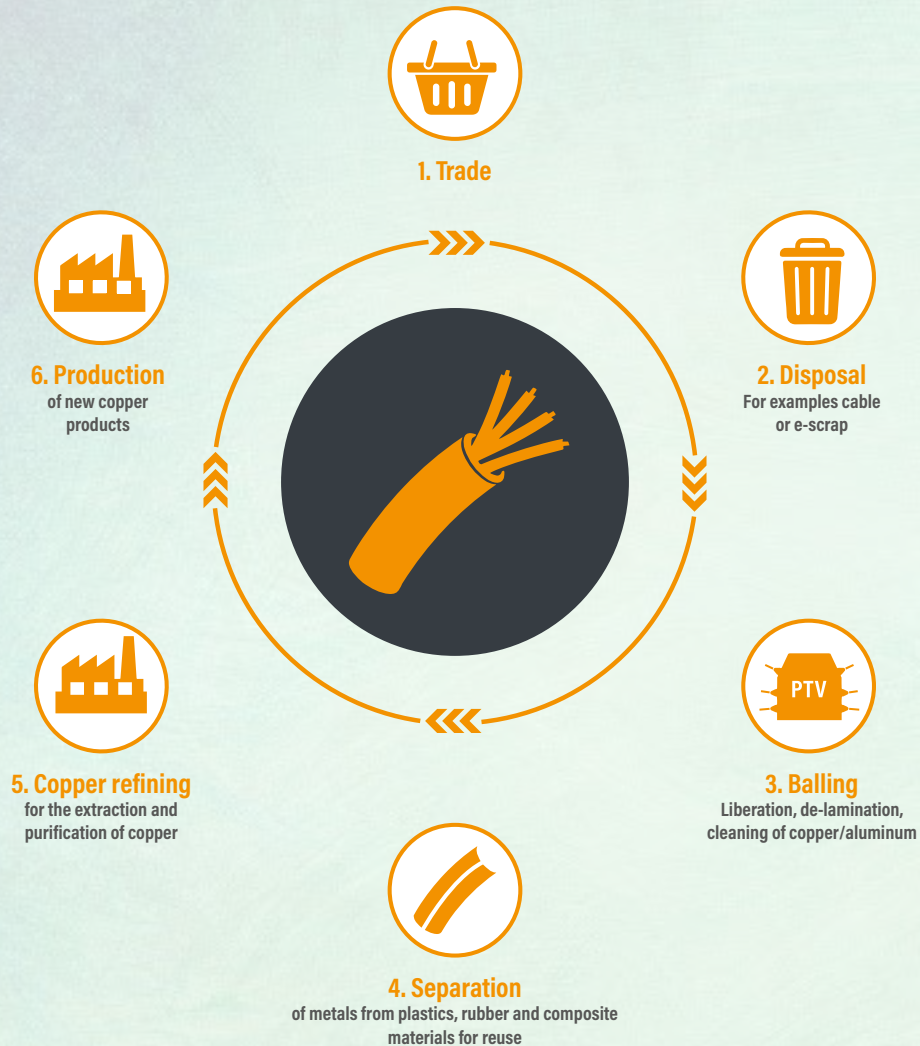 1. Trade
2. Disposal
For examples cable
or e-scrap
PTV
3. Balling
Liberation, de-lamination,
cleaning of copper/aluminum
4. Separation
of metals from plastics, rubber and composite
materials for reuse
5. Copper refining
for the extraction and
purification of copper
6. Production
of new copper
products